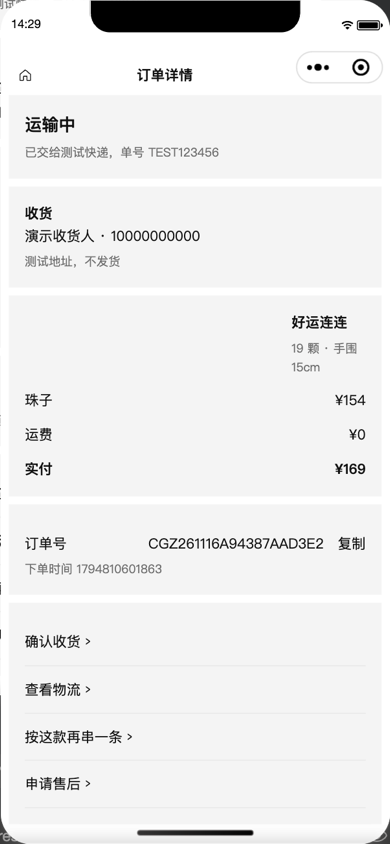 14:29
订单详情
运输中
已交给测试快递，单号 TEST123456
收货
演示收货人 · 10000000000
测试地址，不发货
好运连连
19 颗 · 手围
15cm
珠子 ¥154
运费 ¥0
实付 ¥169
订单号 CGZ261116A94387AAD3E2 复制
下单时间 1794810601863
确认收货 >
查看物流 >
按这款再串一条 >
申请售后 >